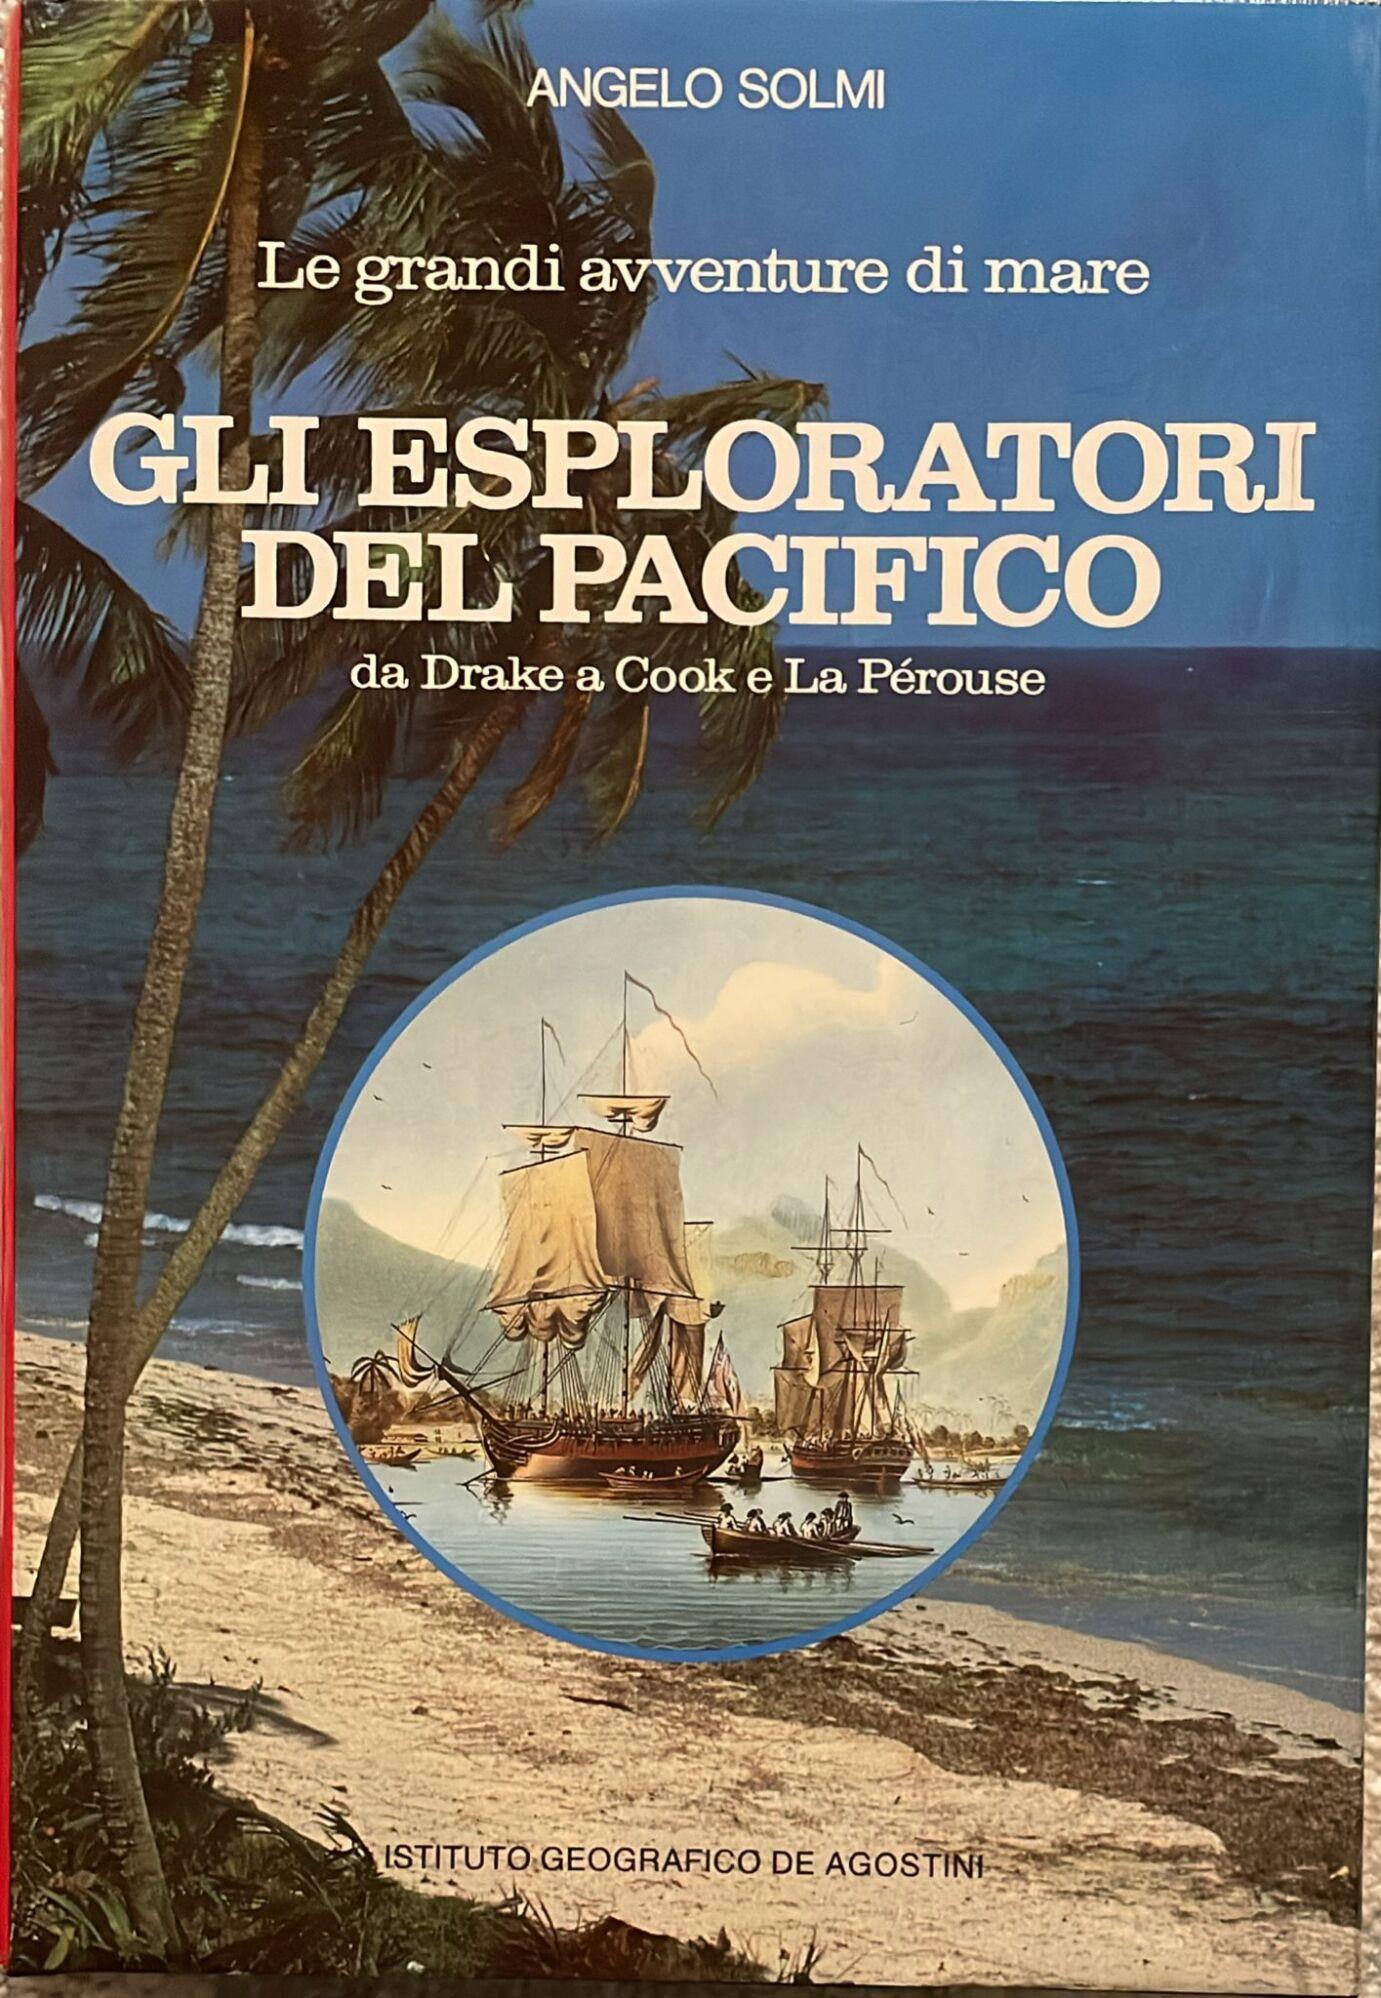 ANGELO SOLMI
Le grandi avventure di mare
GLI ESPLORATORI
DEL PACIFICO
da Drake a Cook e La Pérouse
ISTITUTO GEOGRAFICO DE AGOSTINI